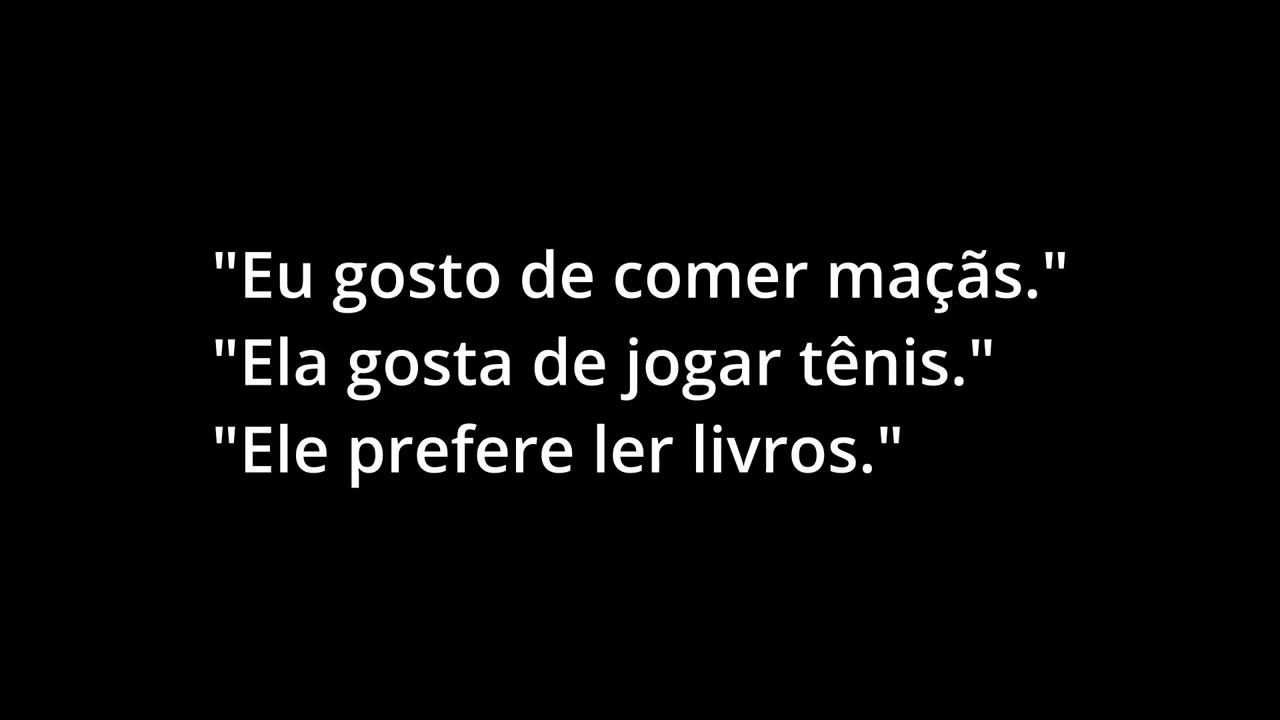 "Eu gosto de comer maçãs."
"Ela gosta de jogar tênis."
"Ele prefere ler livros."